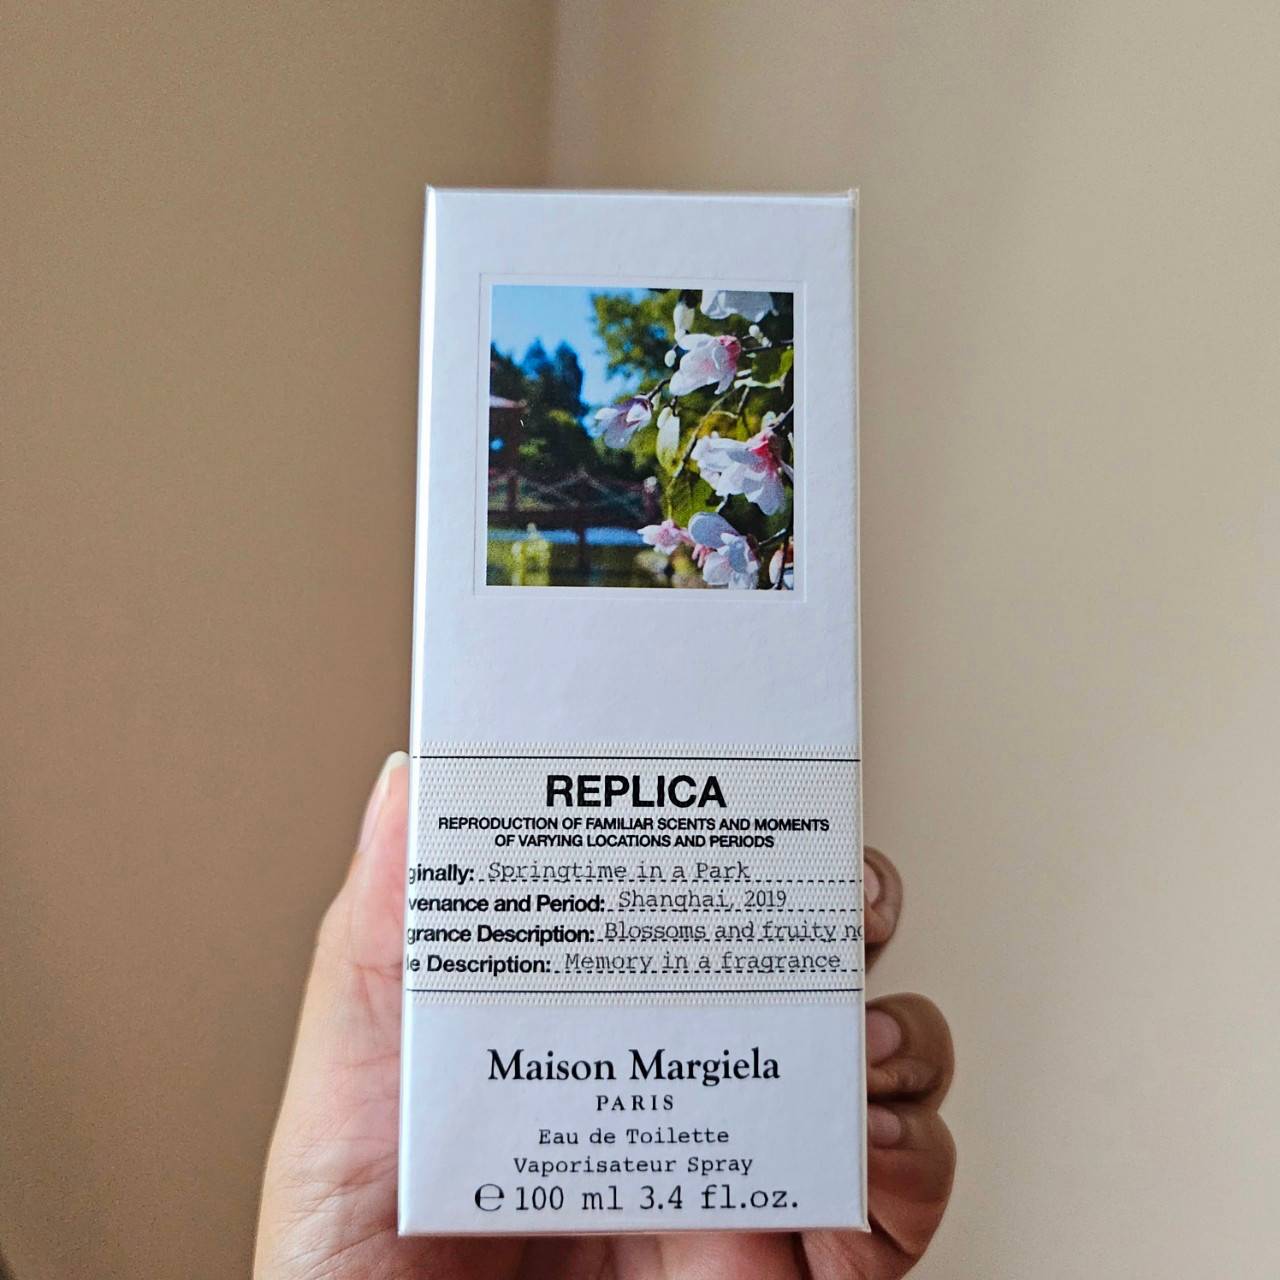 REPLICA
REPRODUCTION OF FAMILIAR SCENTS AND MOMENTS
OF VARYING LOCATIONS AND PERIODS
ginally: Springtime in a Park
venance and Period: Shanghai, 2019
grance Description: Blossoms and fruity no
le Description: Memory in a fragrance
Maison Margiela
PARIS
Eau de Toilette
Vaporisateur Spray
℮ 100 ml 3.4 fl.oz.